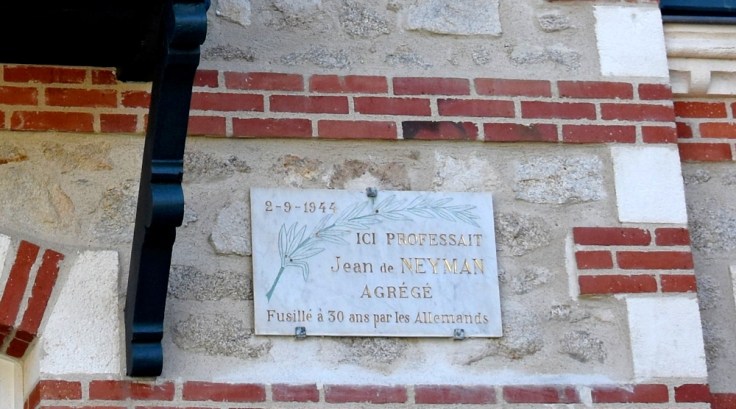 2-9-1944
ICI PROFESSAIT
Jean de NEYMAN
AGRÉGÉ
Fusillé à 30 ans par les Allemands.